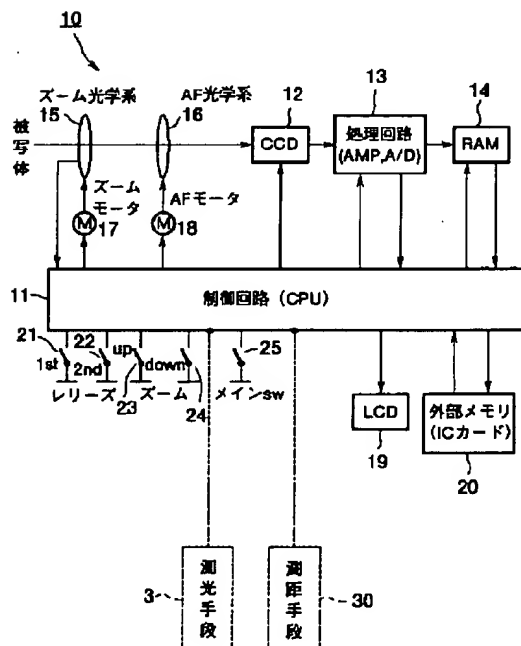 10
ズーム光学系
15
AF光学系
16
被写体
12
CCD
13
処理回路
(AMP,A/D)
14
RAM
ズーム
モータ
M
17
AFモータ
M
18
11
制御回路(CPU)
21
1st
22
2nd
レリーズ
up
23
down
24
ズーム
25
メインsw
LCD
19
外部メモリ
(ICカード)
20
3
測光手段
測距手段
30